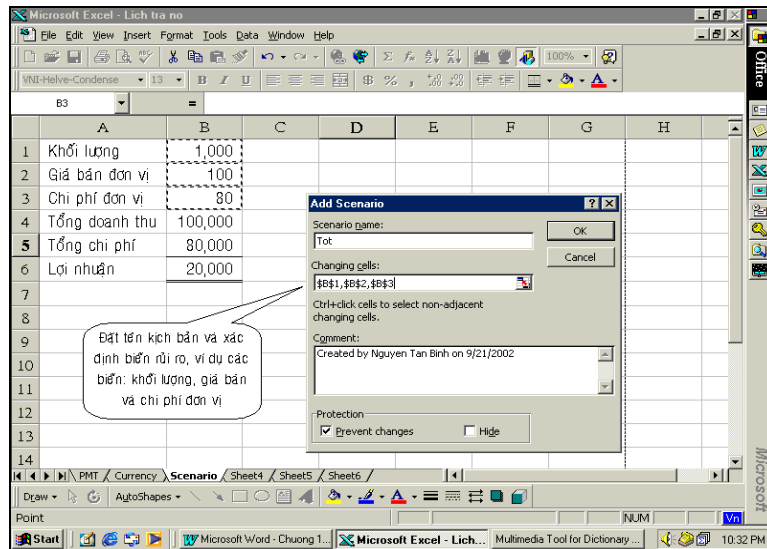 Microsoft Excel - Lich tra no
File Edit View Insert Format Tools Data Window Help
100%
VNI-Helve-Condense 13 B I U $ % ,
B3 =
A B C D E F G H
1 Khối lượng 1,000
2 Giá bán đơn vị 100
3 Chi phí đơn vị 80
4 Tổng doanh thu 100,000
5 Tổng chi phí 80,000
6 Lợi nhuận 20,000
7
8
9
10
11
12
13
14
Add Scenario
Scenario name:
Tot
OK
Cancel
Changing cells:
$B$1,$B$2,$B$3
Ctrl+click cells to select non-adjacent
changing cells.
Comment:
Created by Nguyen Tan Binh on 9/21/2002
Protection
Prevent changes Hide
Đặt tên kịch bản và xác
định biến rủi ro, ví dụ các
biến: khối lượng, giá bán
và chi phí đơn vị
PMT Currency Scenario Sheet4 Sheet5 Sheet6
Draw AutoShapes
Point NUM Vn
Start Microsoft Word - Chuong 1... Microsoft Excel - Lich... Multimedia Tool for Dictionary ... 10:32 PM
Office
Microsoft